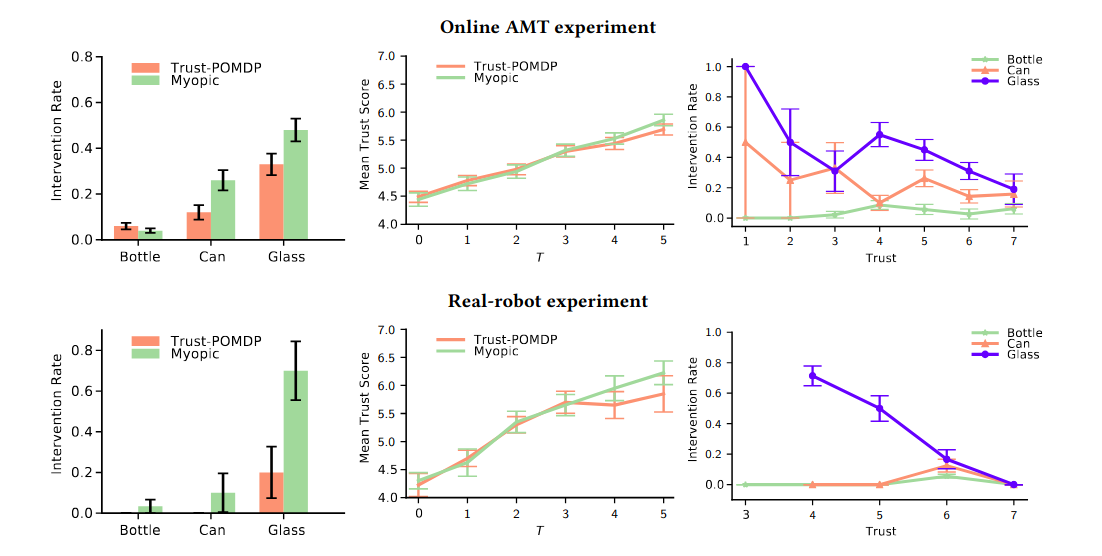 Online AMT experiment
Intervention Rate
0.8
0.6
0.4
0.2
0.0
Trust-POMDP
Myopic
Bottle Can Glass
Mean Trust Score
7.0
6.5
6.0
5.5
5.0
4.5
4.0
Trust-POMDP
Myopic
0 1 2 3 4 5
T
Intervention Rate
1.0
0.8
0.6
0.4
0.2
0.0
Bottle
Can
Glass
1 2 3 4 5 6 7
Trust
Real-robot experiment
Intervention Rate
0.8
0.6
0.4
0.2
0.0
Trust-POMDP
Myopic
Bottle Can Glass
Mean Trust Score
7.0
6.5
6.0
5.5
5.0
4.5
4.0
Trust-POMDP
Myopic
0 1 2 3 4 5
T
Intervention Rate
1.0
0.8
0.6
0.4
0.2
0.0
Bottle
Can
Glass
3 4 5 6 7
Trust